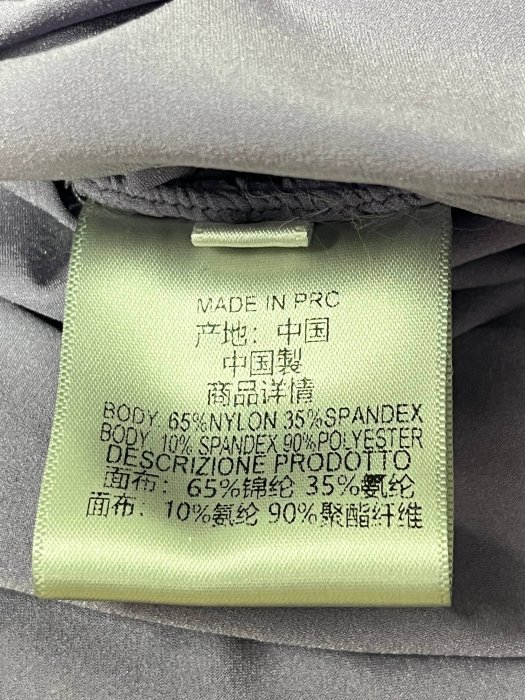 MADE IN PRC
产地：中国
中国製
商品详情
BODY: 65%NYLON 35%SPANDEX
BODY: 10% SPANDEX 90%POLYESTER
DESCRIZIONE PRODOTTO
面布：65%锦纶 35%氨纶
面布：10%氨纶 90%聚酯纤维